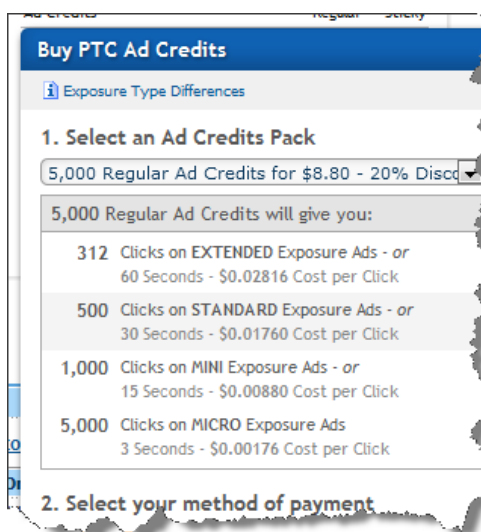 Ad Credits Regular Sticky
Buy PTC Ad Credits
Exposure Type Differences
1. Select an Ad Credits Pack
5,000 Regular Ad Credits for $8.80 - 20% Disco
5,000 Regular Ad Credits will give you:
312 Clicks on EXTENDED Exposure Ads - or
60 Seconds - $0.02816 Cost per Click
500 Clicks on STANDARD Exposure Ads - or
30 Seconds - $0.01760 Cost per Click
1,000 Clicks on MINI Exposure Ads - or
15 Seconds - $0.00880 Cost per Click
5,000 Clicks on MICRO Exposure Ads
3 Seconds - $0.00176 Cost per Click
2. Select your method of payment